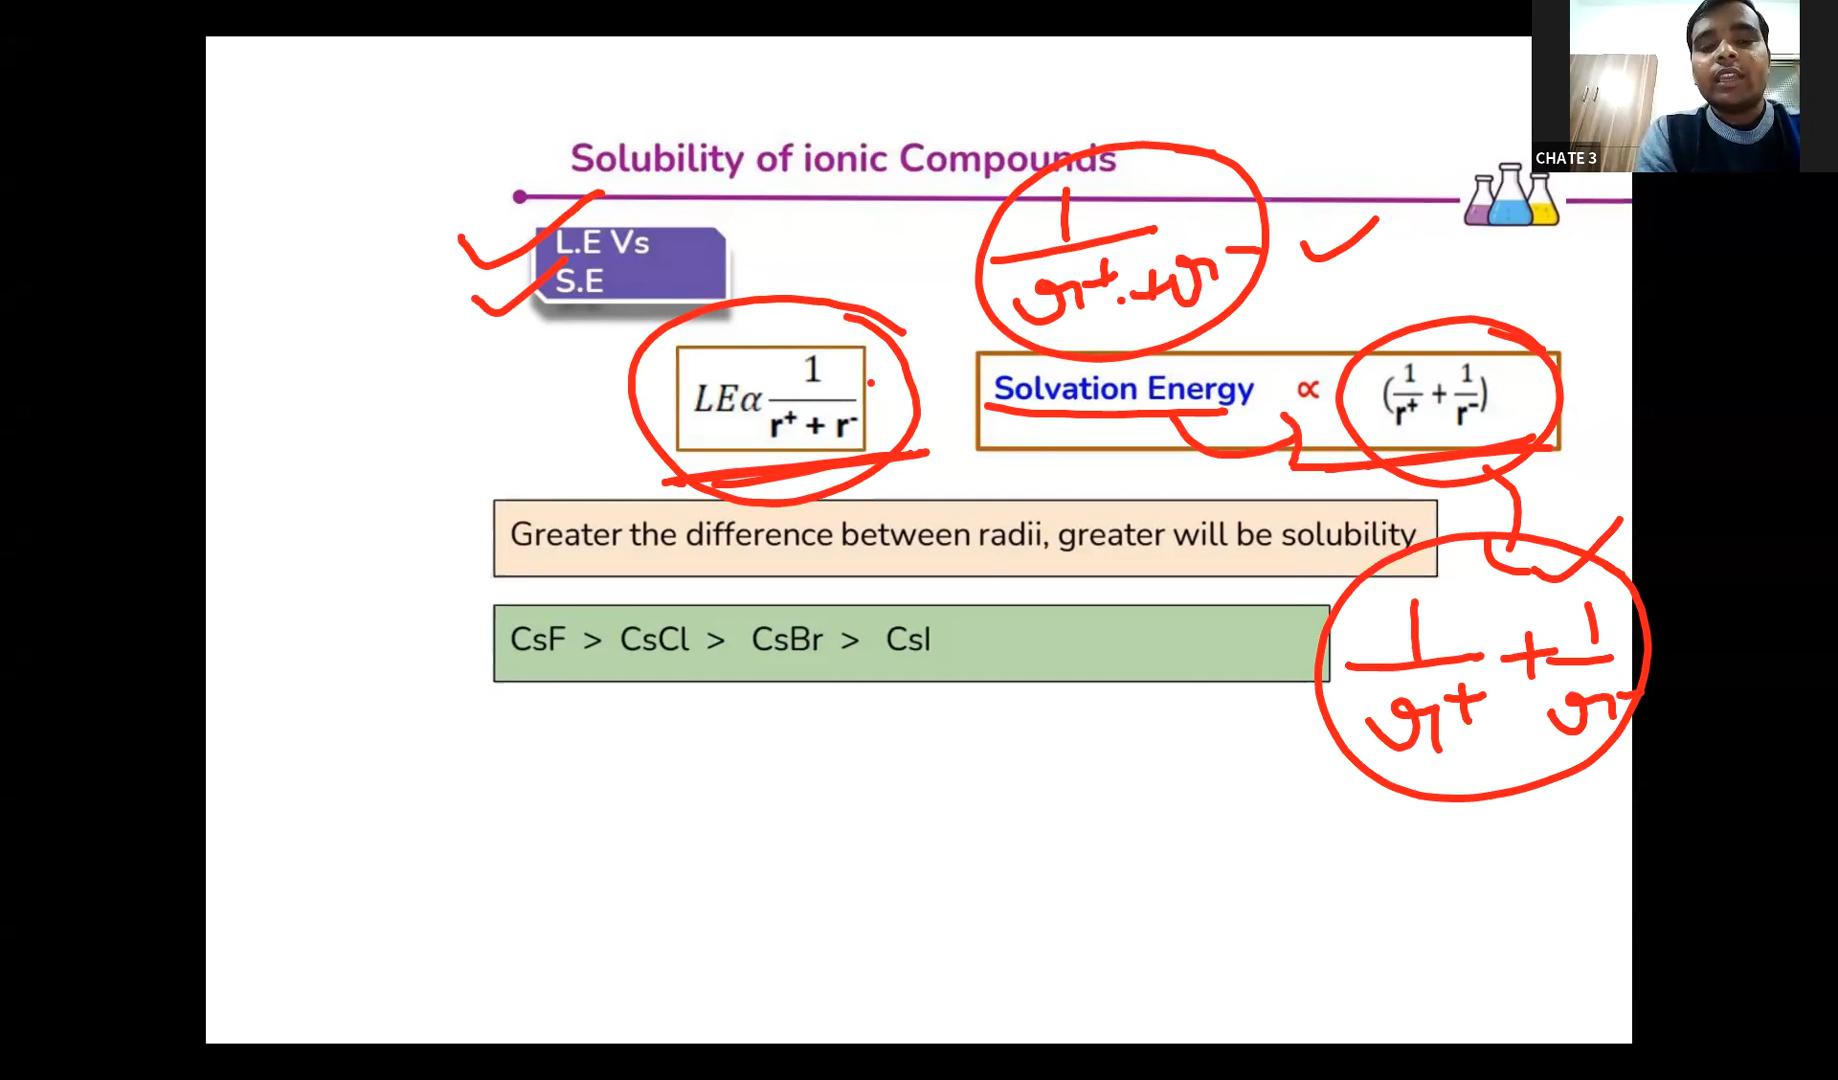 CHATE 3
Solubility of ionic Compounds
L.E Vs
S.E
1
r⁺ + r⁻
LEα 1/(r⁺ + r⁻)
Solvation Energy ∝ (1/r⁺ + 1/r⁻)
Greater the difference between radii, greater will be solubility
CsF > CsCl > CsBr > CsI
1/r⁺ + 1/r⁻